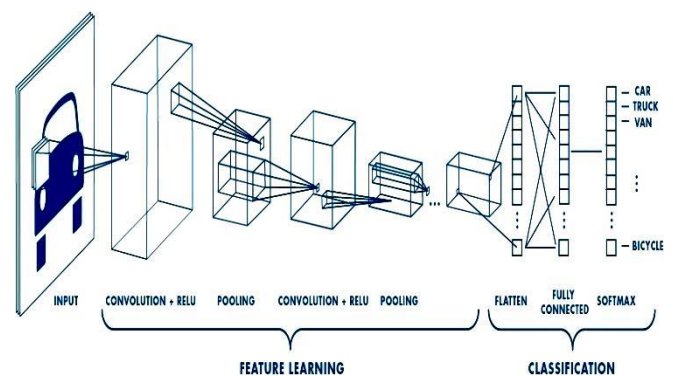 CAR
TRUCK
VAN
BICYCLE
INPUT
CONVOLUTION + RELU
POOLING
CONVOLUTION + RELU
POOLING
FLATTEN
FULLY
CONNECTED
SOFTMAX
FEATURE LEARNING
CLASSIFICATION